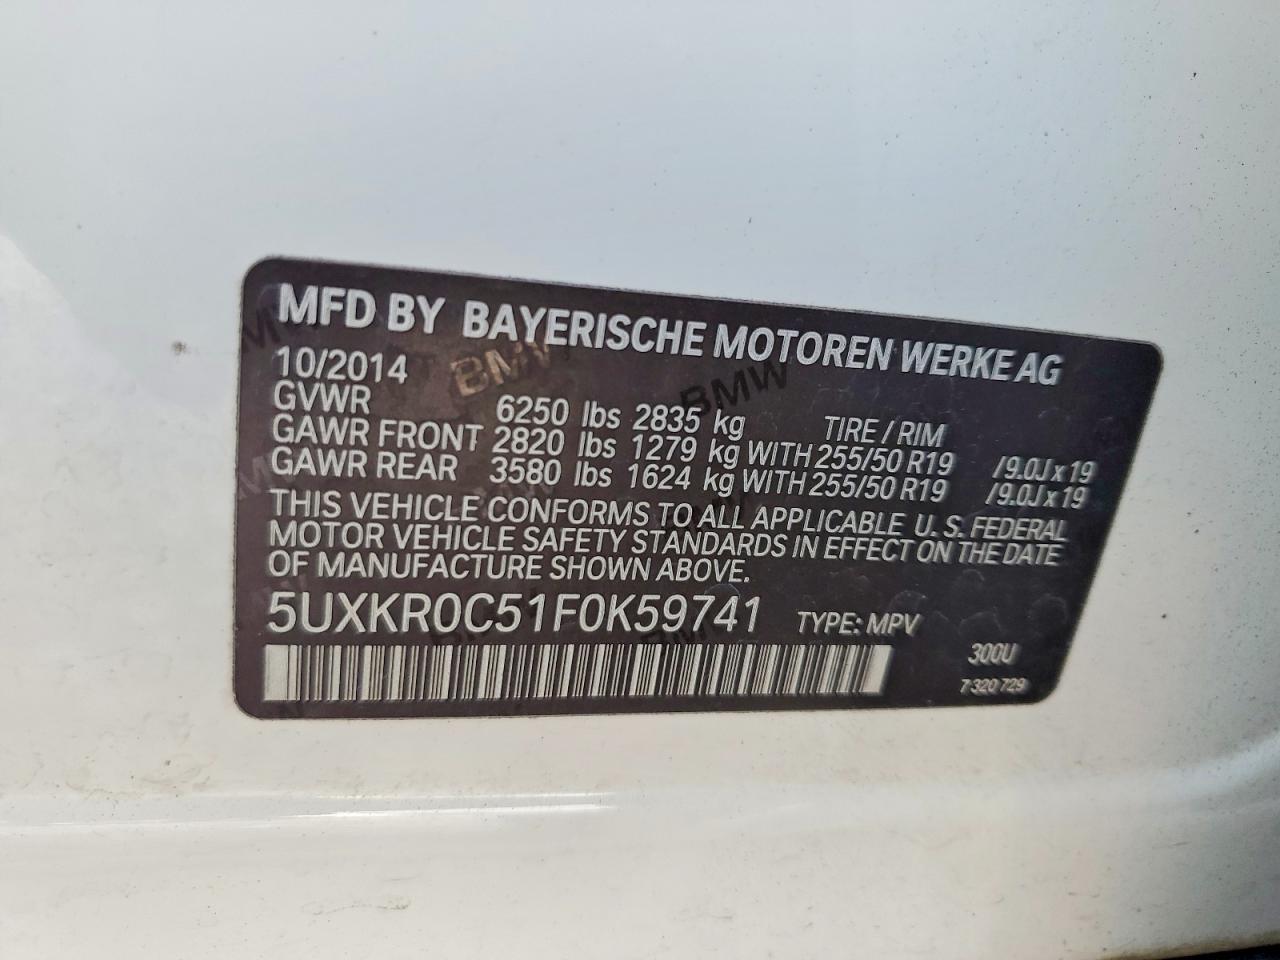 MFD BY BAYERISCHE MOTOREN WERKE AG
10/2014
GVWR 6250 lbs 2835 kg TIRE / RIM
GAWR FRONT 2820 lbs 1279 kg WITH 255/50 R19 /9.0J x 19
GAWR REAR 3580 lbs 1624 kg WITH 255/50 R19 /9.0J x 19
THIS VEHICLE CONFORMS TO ALL APPLICABLE U.S. FEDERAL
MOTOR VEHICLE SAFETY STANDARDS IN EFFECT ON THE DATE
OF MANUFACTURE SHOWN ABOVE.
5UXKR0C51F0K59741 TYPE: MPV
300U
7 320 729
BMW
BMW